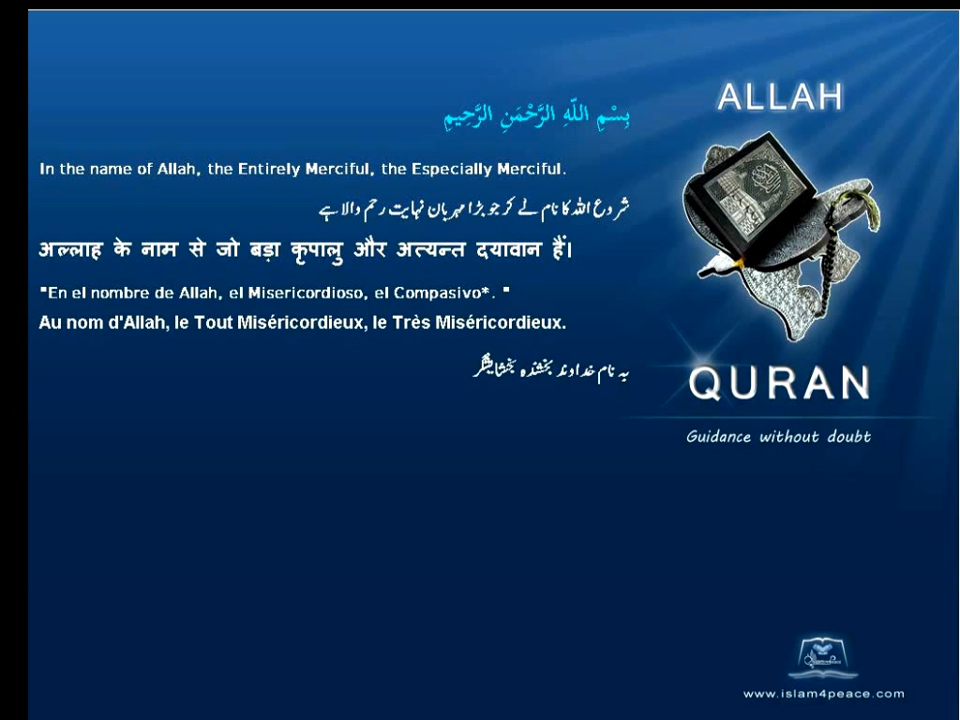 بِسْمِ اللّهِ الرَّحْمَنِ الرَّحِيمِ
In the name of Allah, the Entirely Merciful, the Especially Merciful.
شروع الله کا نام لے کر جو بڑا مہربان نہایت رحم والا ہے
अल्लाह के नाम से जो बड़ा कृपालु और अत्यन्त दयावान हैं।
"En el nombre de Allah, el Misericordioso, el Compasivo*. "
Au nom d'Allah, le Tout Miséricordieux, le Très Miséricordieux.
به نام خداوند بخشنده بخشایشگر
ALLAH
QURAN
Guidance without doubt
www.islam4peace.com